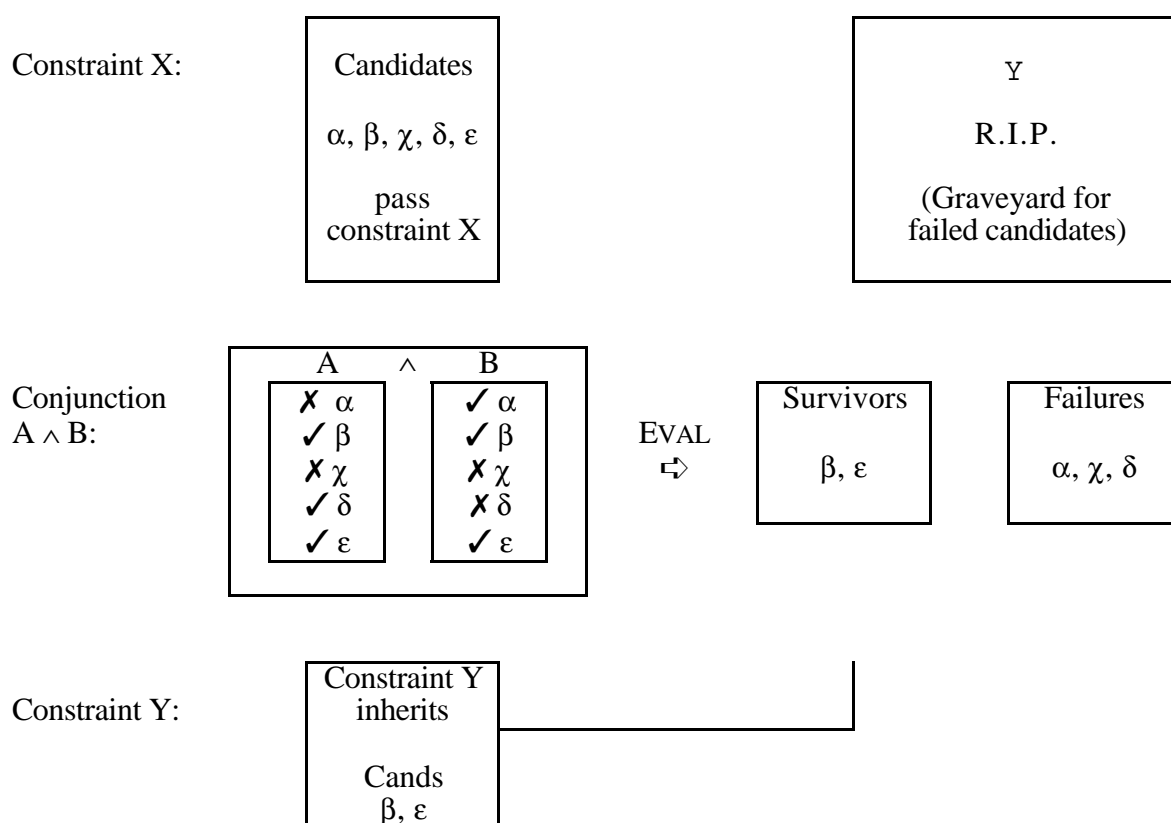 Constraint X:
Candidates
α, β, χ, δ, ε
pass
constraint X
Y
R.I.P.
(Graveyard for
failed candidates)
Conjunction
A ∧ B:
A ∧ B
✗ α ✓ α
✓ β ✓ β
✗ χ ✗ χ
✓ δ ✗ δ
✓ ε ✓ ε
EVAL
➪
Survivors
β, ε
Failures
α, χ, δ
Constraint Y:
Constraint Y
inherits
Cands
β, ε